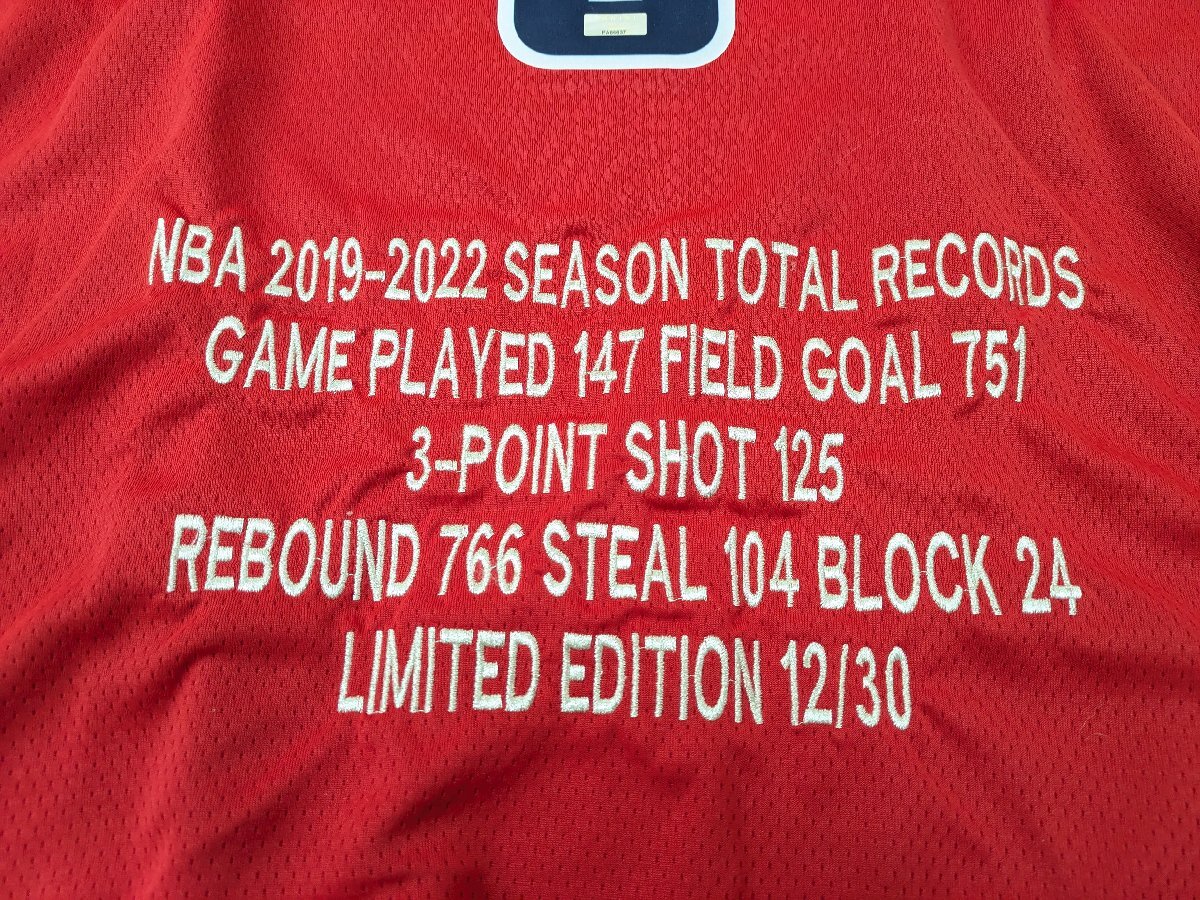 PA66637
NBA 2019-2022 SEASON TOTAL RECORDS
GAME PLAYED 147 FIELD GOAL 751
3-POINT SHOT 125
REBOUND 766 STEAL 104 BLOCK 24
LIMITED EDITION 12/30